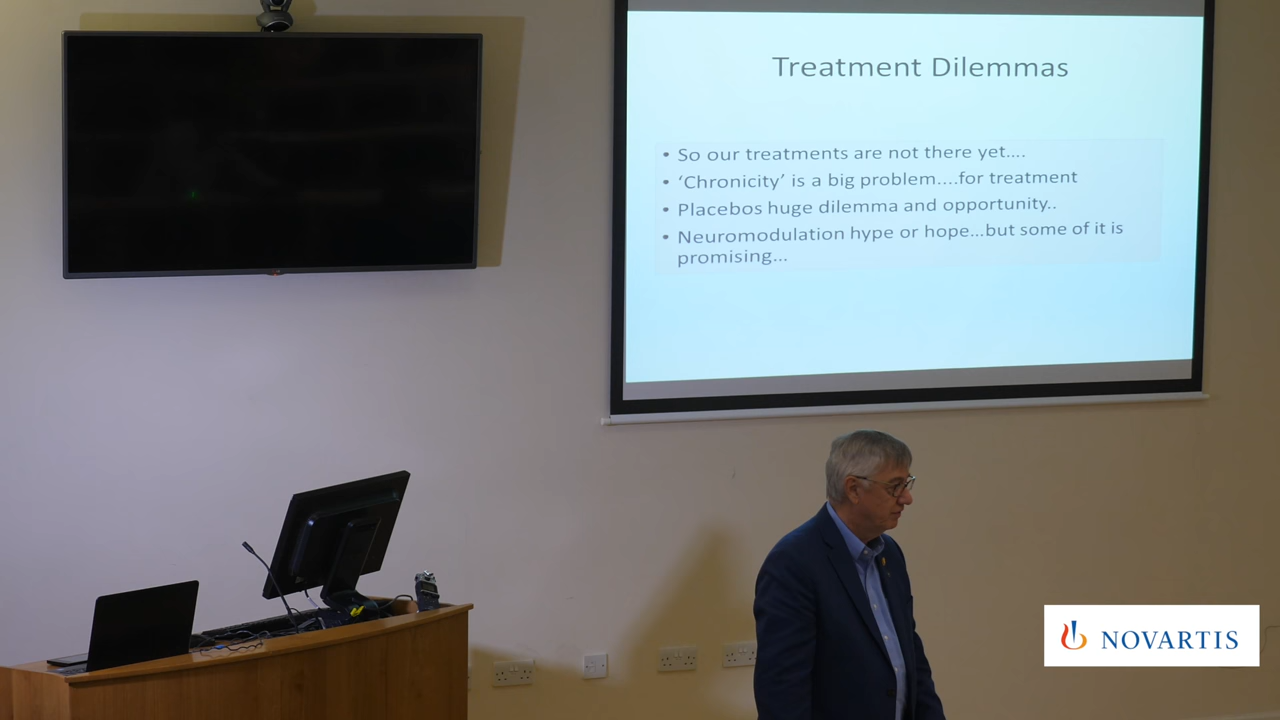 Treatment Dilemmas
• So our treatments are not there yet....
• ‘Chronicity’ is a big problem....for treatment
• Placebos huge dilemma and opportunity..
• Neuromodulation hype or hope...but some of it is
promising...
NOVARTIS